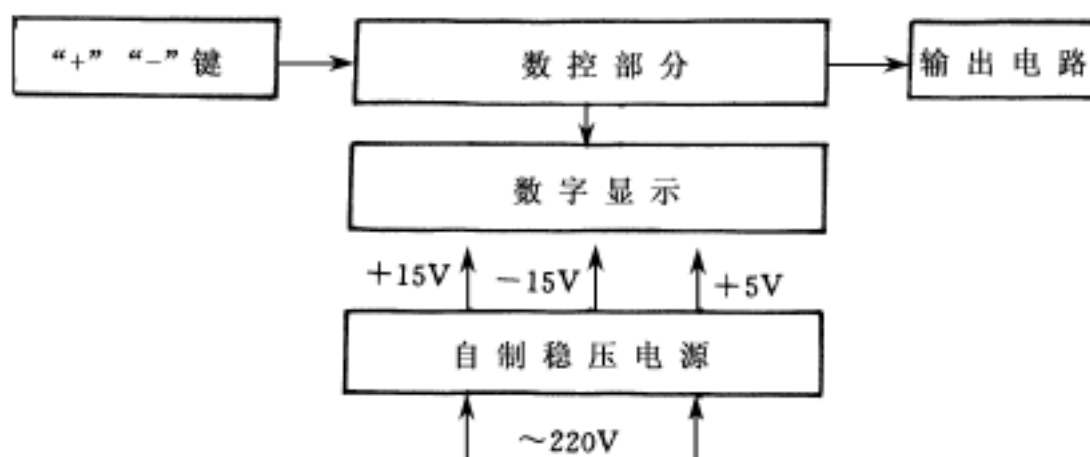 “+” “-”键
数控部分
输出电路
数字显示
+15V
-15V
+5V
自制稳压电源
~220V